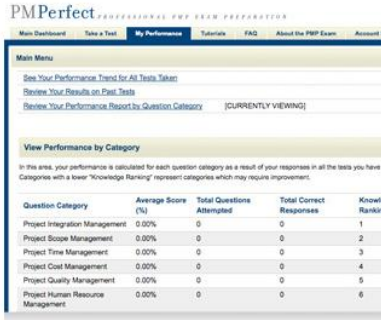 PMPerfect PROFESSIONAL PMP EXAM PREPARATION
Main Dashboard Take a Test My Performance Tutorials FAQ About the PMP Exam Account
Main Menu
See Your Performance Trend for All Tests Taken
Review Your Results on Past Tests
Review Your Performance Report by Question Category [CURRENTLY VIEWING]
View Performance by Category
In this area, your performance is calculated for each question category as a result of your responses in all the tests you have
Categories with a lower "Knowledge Ranking" represent categories which may require improvement.
Question Category Average Score (%) Total Questions Attempted Total Correct Responses
Project Integration Management 0.00% 0 0 1
Project Scope Management 0.00% 0 0 2
Project Time Management 0.00% 0 0 3
Project Cost Management 0.00% 0 0 4
Project Quality Management 0.00% 0 0 5
Project Human Resource Management 0.00% 0 0 6